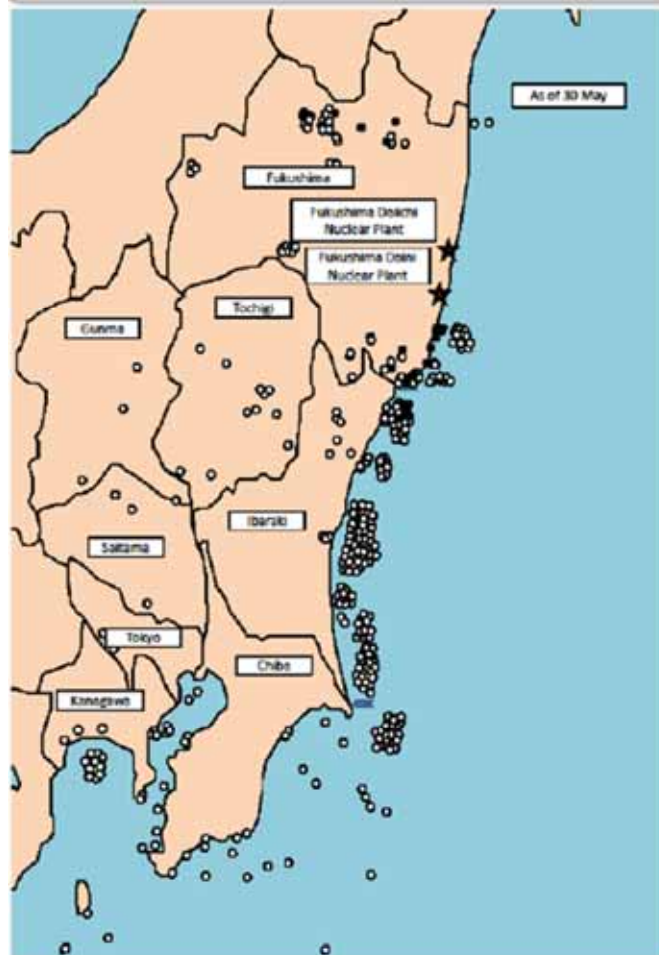 As of 30 May
Fukushima
Fukushima Daiichi
Nuclear Plant
Fukushima Daini
Nuclear Plant
Tochigi
Gunma
Ibaraki
Saitama
Tokyo
Chiba
Kanagawa